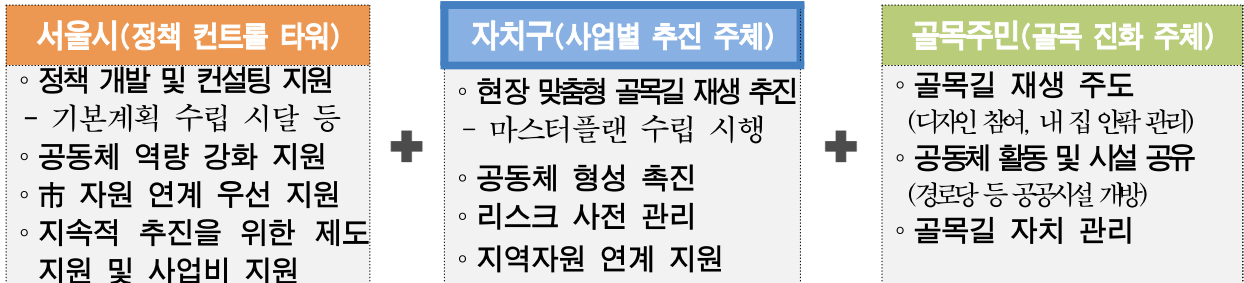 서울시(정책 컨트롤 타워)
◦ 정책 개발 및 컨설팅 지원
- 기본계획 수립 시달 등
◦ 공동체 역량 강화 지원
◦ 市 자원 연계 우선 지원
◦ 지속적 추진을 위한 제도
지원 및 사업비 지원
+
자치구(사업별 추진 주체)
◦ 현장 맞춤형 골목길 재생 추진
- 마스터플랜 수립 시행
◦ 공동체 형성 촉진
◦ 리스크 사전 관리
◦ 지역자원 연계 지원
+
골목주민(골목 진화 주체)
◦ 골목길 재생 주도
(디자인 참여, 내 집 안팎 관리)
◦ 공동체 활동 및 시설 공유
(경로당 등 공공시설 개방)
◦ 골목길 자치 관리